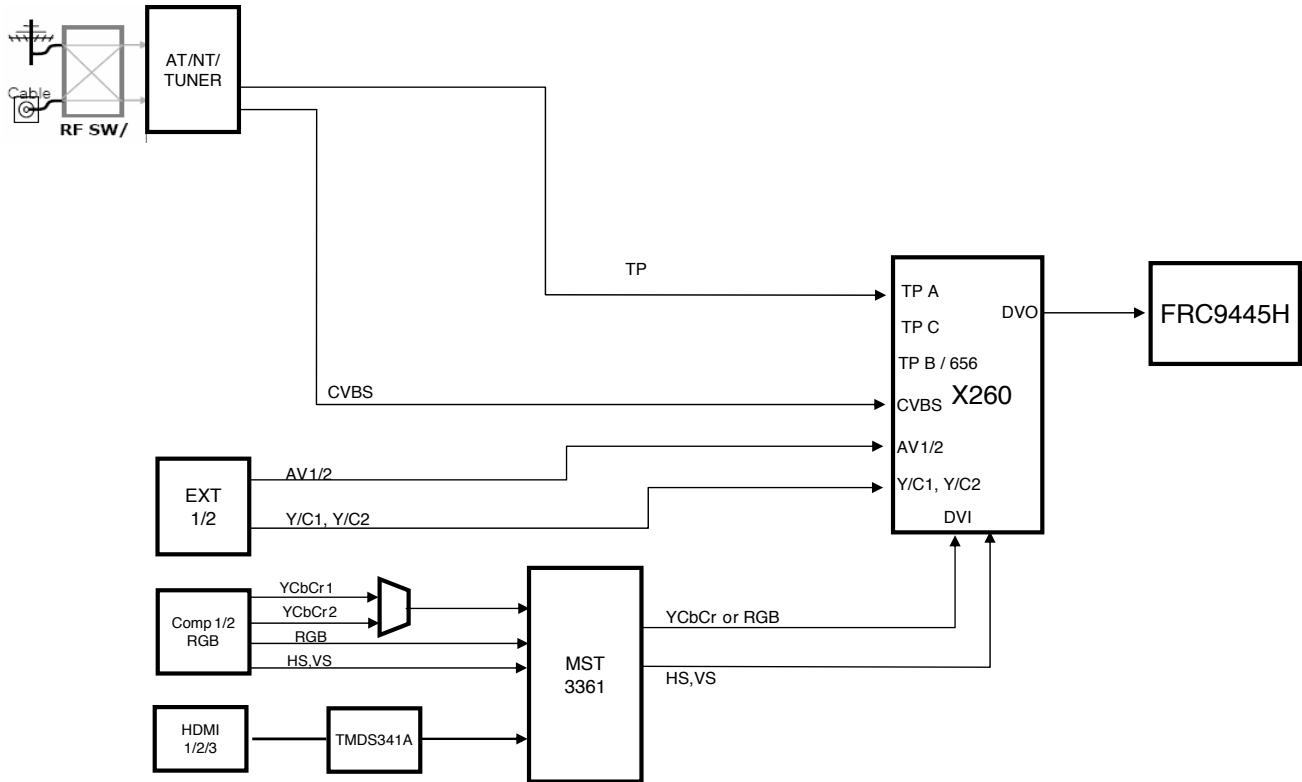 AT/NT/
TUNER
Cable
RF SW/
TP
TP A
DVO
TP C
TP B / 656
X260
CVBS
CVBS
AV1/2
Y/C1, Y/C2
DVI
FRC9445H
EXT
1/2
AV1/2
Y/C1, Y/C2
Comp 1/2
RGB
YCbCr1
YCbCr2
RGB
HS,VS
MST
3361
YCbCr or RGB
HS,VS
HDMI
1/2/3
TMDS341A